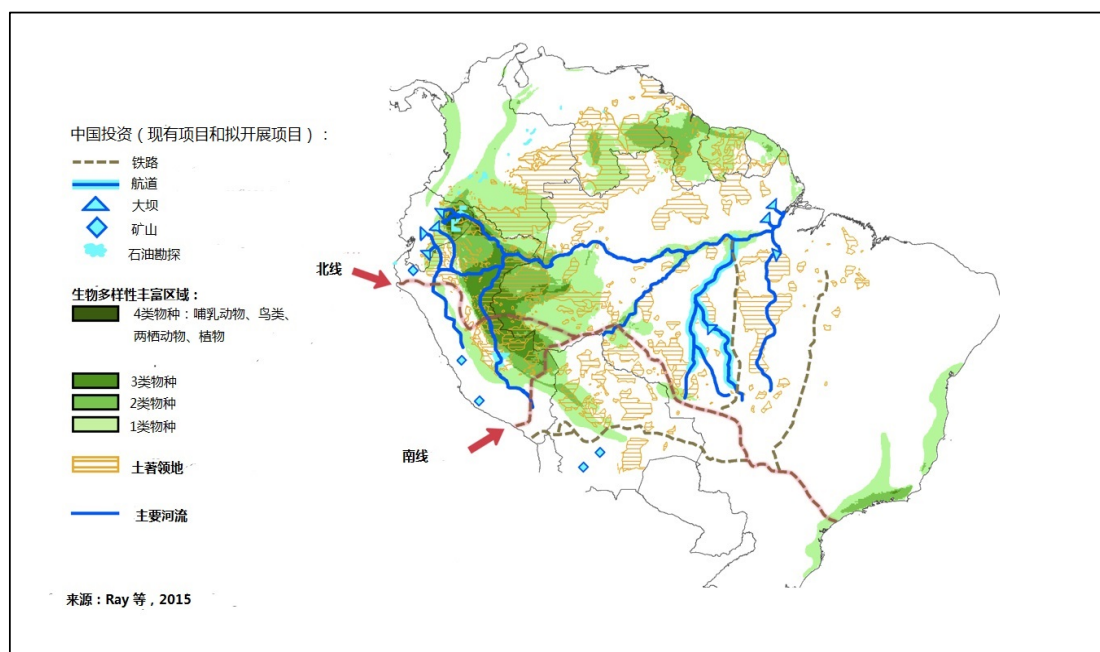 中国投资（现有项目和拟开展项目）：
铁路
航道
大坝
矿山
石油勘探
生物多样性丰富区域：
4类物种：哺乳动物、鸟类、
两栖动物、植物
3类物种
2类物种
1类物种
土著领地
主要河流
来源：Ray 等，2015
北线
南线